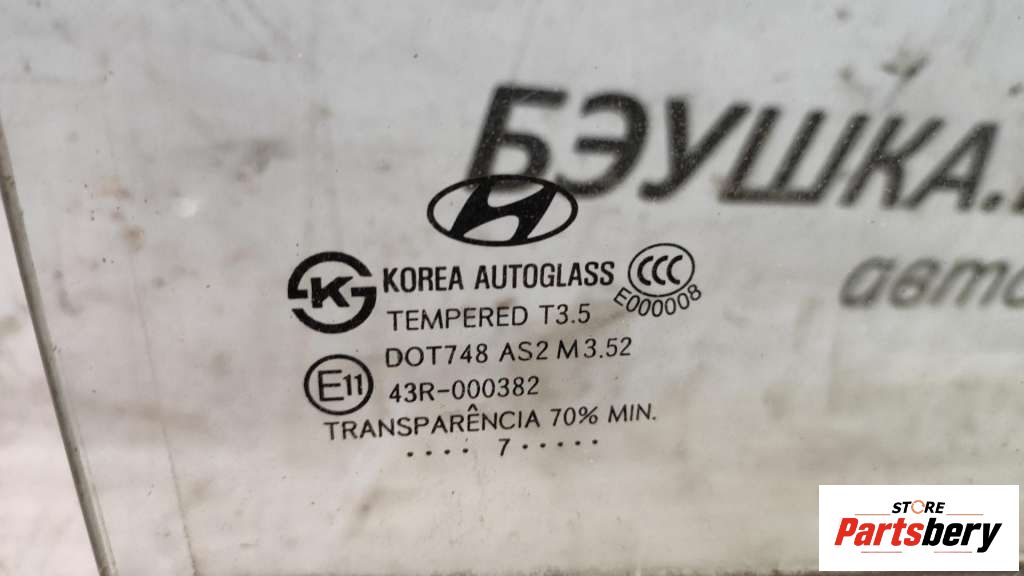 БЭУШКА.
авто
KOREA AUTOGLASS
CCC
E000008
K
TEMPERED T3.5
DOT748 AS2 M3.52
E11
43R-000382
TRANSPARÊNCIA 70% MIN.
.... 7 .....
STORE
Partsbery